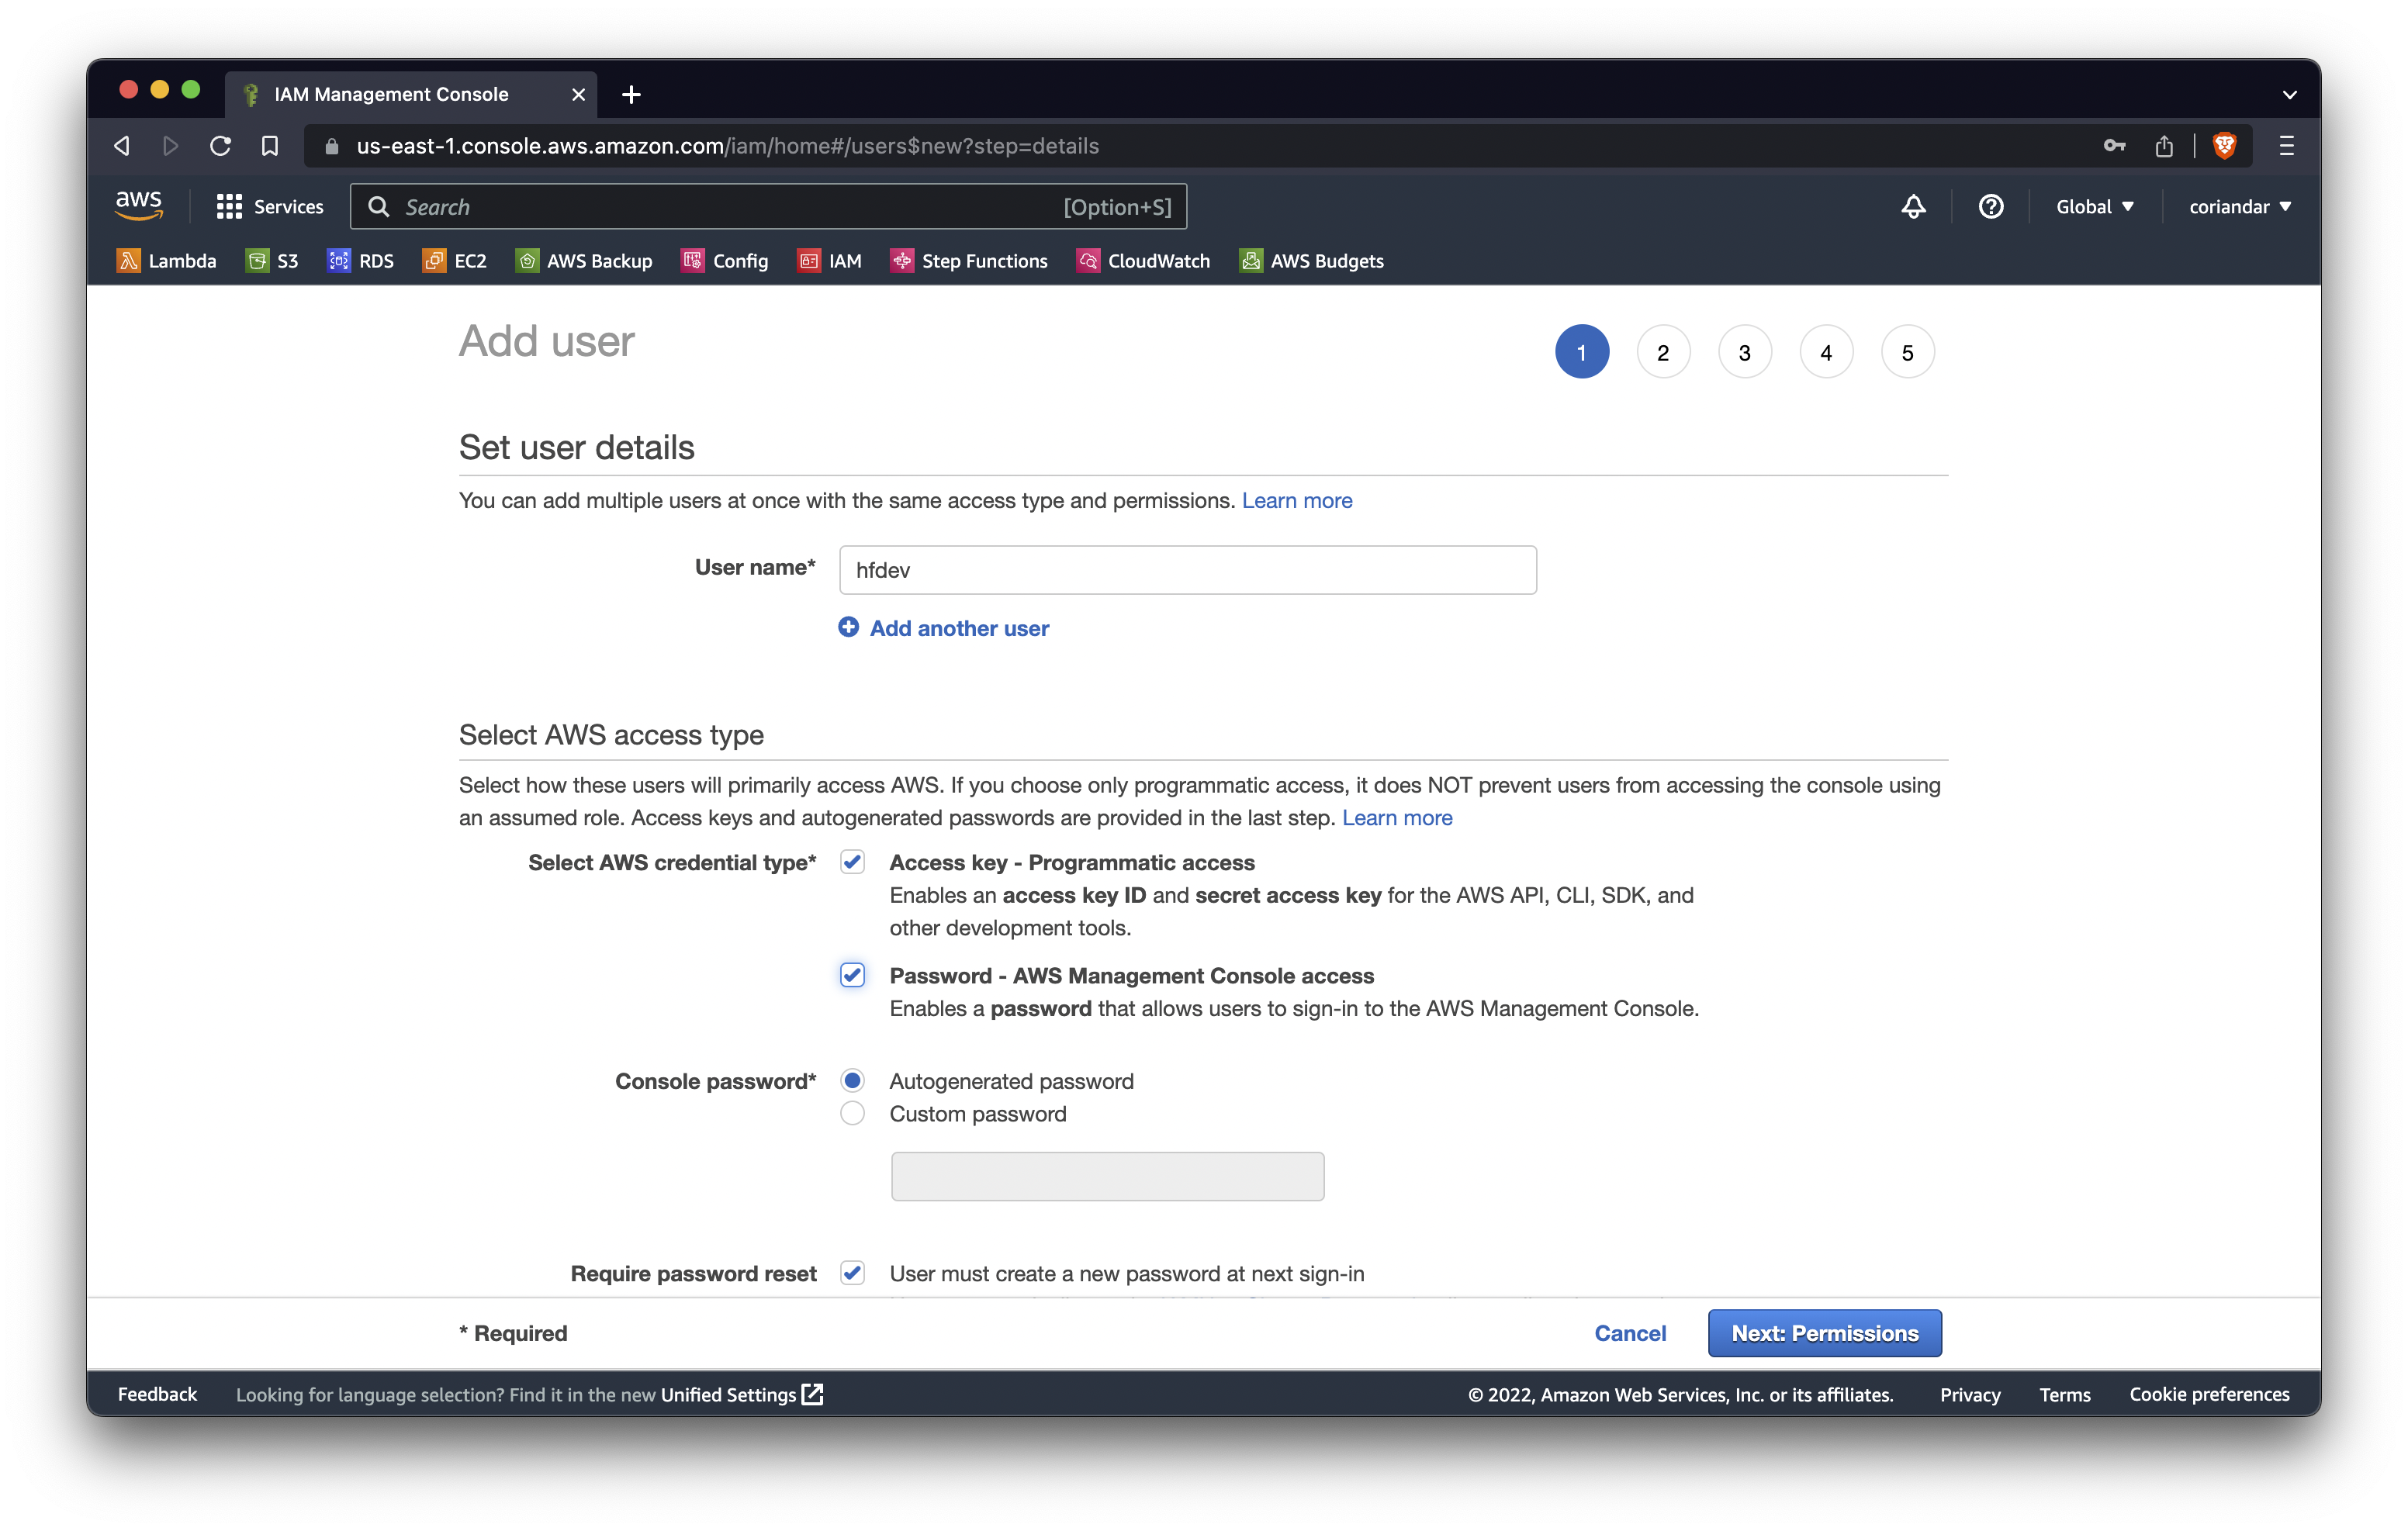 IAM Management Console
us-east-1.console.aws.amazon.com/iam/home#/users$new?step=details
aws Services Search [Option+S] Global coriandar
Lambda S3 RDS EC2 AWS Backup Config IAM Step Functions CloudWatch AWS Budgets
Add user
1 2 3 4 5
Set user details
You can add multiple users at once with the same access type and permissions. Learn more
User name* hfdev
Add another user
Select AWS access type
Select how these users will primarily access AWS. If you choose only programmatic access, it does NOT prevent users from accessing the console using
an assumed role. Access keys and autogenerated passwords are provided in the last step. Learn more
Select AWS credential type* Access key - Programmatic access
Enables an access key ID and secret access key for the AWS API, CLI, SDK, and
other development tools.
Password - AWS Management Console access
Enables a password that allows users to sign-in to the AWS Management Console.
Console password* Autogenerated password
Custom password
Require password reset User must create a new password at next sign-in
* Required Cancel Next: Permissions
Feedback Looking for language selection? Find it in the new Unified Settings © 2022, Amazon Web Services, Inc. or its affiliates. Privacy Terms Cookie preferences